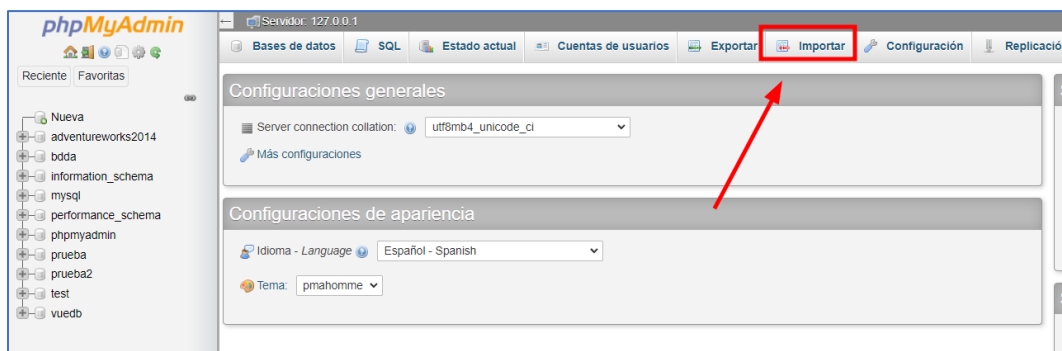 phpMyAdmin
Reciente Favoritas
Nueva
adventureworks2014
bdda
information_schema
mysql
performance_schema
phpmyadmin
prueba
prueba2
test
vuedb
Servidor: 127.0.0.1
Bases de datos SQL Estado actual Cuentas de usuarios Exportar Importar Configuración Replicació
Configuraciones generales
Server connection collation: utf8mb4_unicode_ci
Más configuraciones
Configuraciones de apariencia
Idioma - Language Español - Spanish
Tema: pmahomme